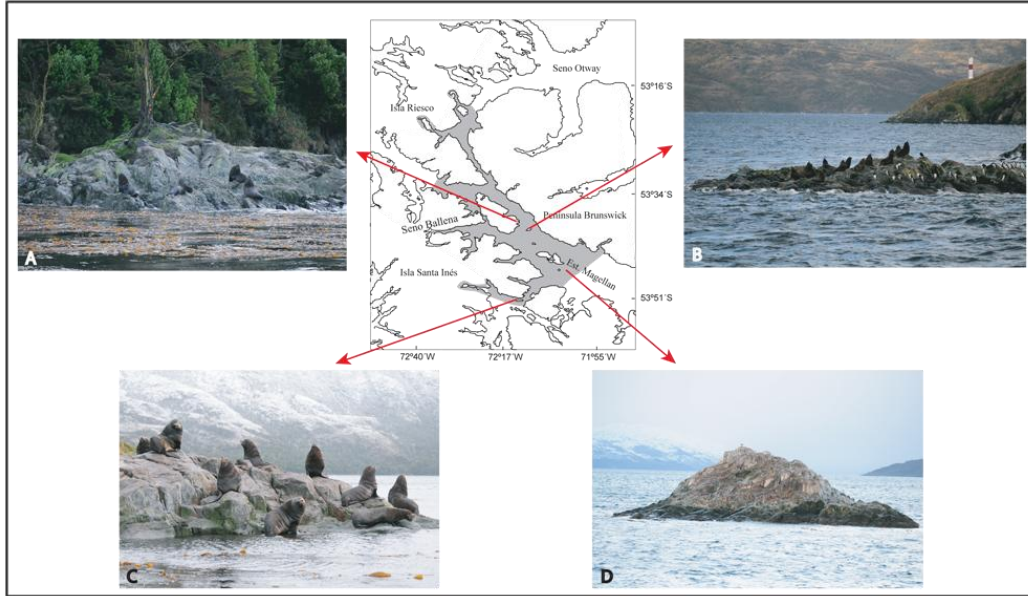 Seno Otway
53°16´S
Isla Riesco
53°34´S
Península Brunswick
Seno Ballena
Est. Magellan
Isla Santa Inés
53°51´S
72°40´W
72°17´W
71°55´W
A
B
C
D